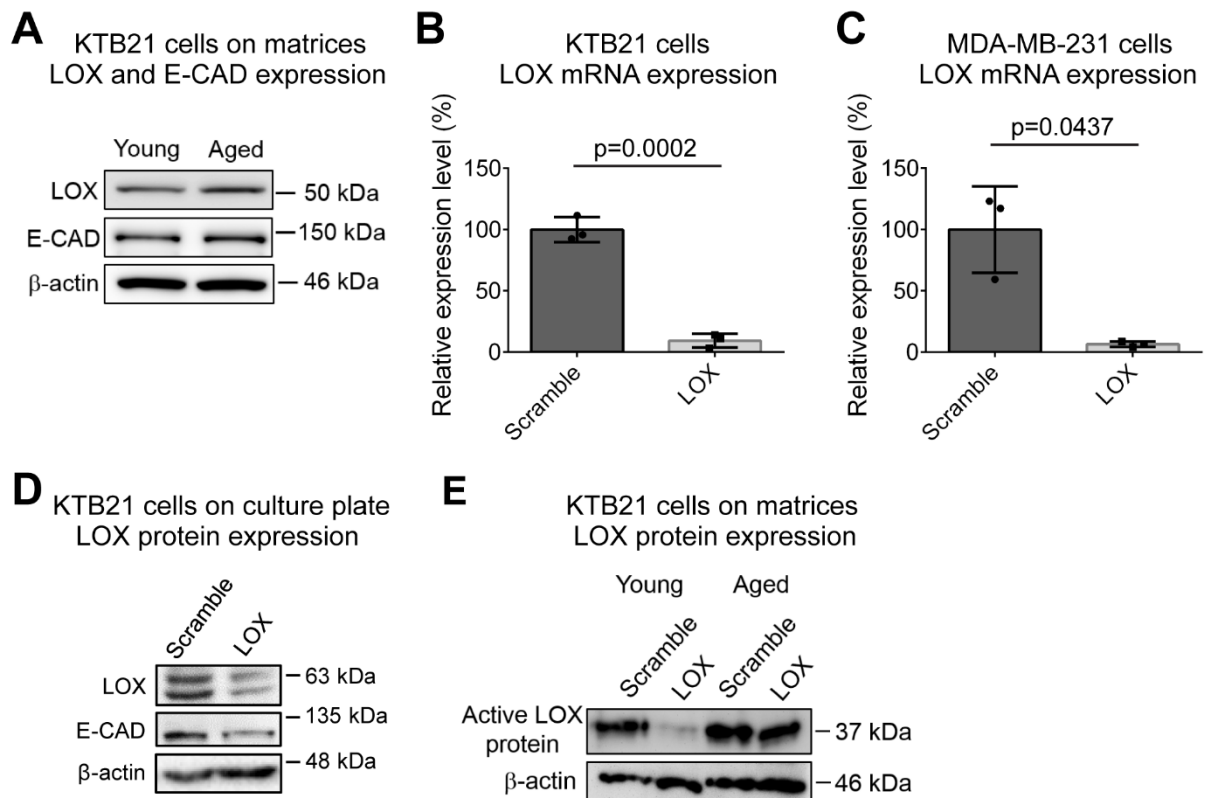 A
KTB21 cells on matrices
LOX and E-CAD expression
Young Aged
LOX
50 kDa
E-CAD
150 kDa
β-actin
46 kDa
B
KTB21 cells
LOX mRNA expression
Relative expression level (%)
p=0.0002
150
100
50
0
Scramble
LOX
C
MDA-MB-231 cells
LOX mRNA expression
Relative expression level (%)
p=0.0437
150
100
50
0
Scramble
LOX
D
KTB21 cells on culture plate
LOX protein expression
Scramble
LOX
LOX
63 kDa
135 kDa
E-CAD
48 kDa
β-actin
E
KTB21 cells on matrices
LOX protein expression
Young Aged
Scramble
LOX
Scramble
LOX
Active LOX
protein
37 kDa
β-actin
46 kDa